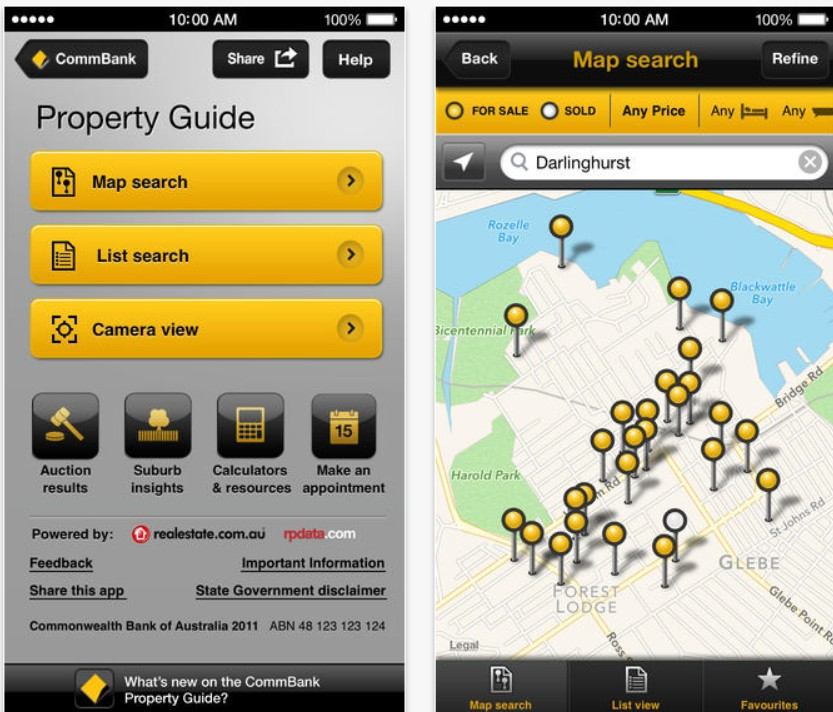 10:00 AM 100%
CommBank Share Help
Property Guide
Map search
List search
Camera view
15
Auction results
Suburb insights
Calculators & resources
Make an appointment
Powered by: realestate.com.au rpdata.com
Feedback Important Information
Share this app State Government disclaimer
Commonwealth Bank of Australia 2011 ABN 48 123 123 124
What's new on the CommBank
Property Guide?
10:00 AM 100%
Back Map search Refine
FOR SALE SOLD Any Price Any Any
Darlinghurst
Rozelle
Bay
Blackwattle
Bay
Bicentennial Park
Bridge Rd
Harold Park
St Johns Rd
GLEBE
FOREST
LODGE
Glebe Point R
Legal
Map search List view Favourites